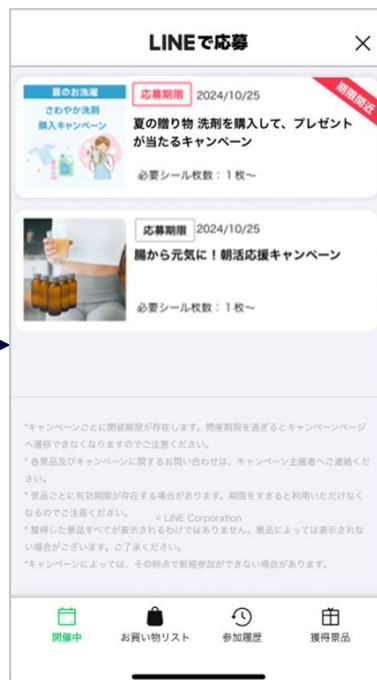 LINEで応募
夏のお洗濯
さわやか洗剤
購入キャンペーン
応募期限 2024/10/25
期限間近
夏の贈り物 洗剤を購入して、プレゼント
が当たるキャンペーン
必要シール枚数：1枚〜
応募期限 2024/10/25
腸から元気に！朝活応援キャンペーン
必要シール枚数：1枚〜
*キャンペーンごとに開催期限が存在します。開催期限を過ぎるとキャンペーンページ
へ遷移できなくなりますのでご注意ください。
* 各景品及びキャンペーンに関するお問い合わせは、キャンペーン主催者へご連絡くだ
さい。
* 景品ごとに有効期限が存在する場合があります。期限をすぎると利用いただけなく
なるのでご注意ください。
© LINE Corporation
* 獲得した景品すべてが表示されるわけではありません。景品によっては表示されな
い場合がございます。ご了承ください。
*キャンペーンによっては、その時点で新規参加ができない場合があります。
開催中 お買い物リスト 参加履歴 獲得景品